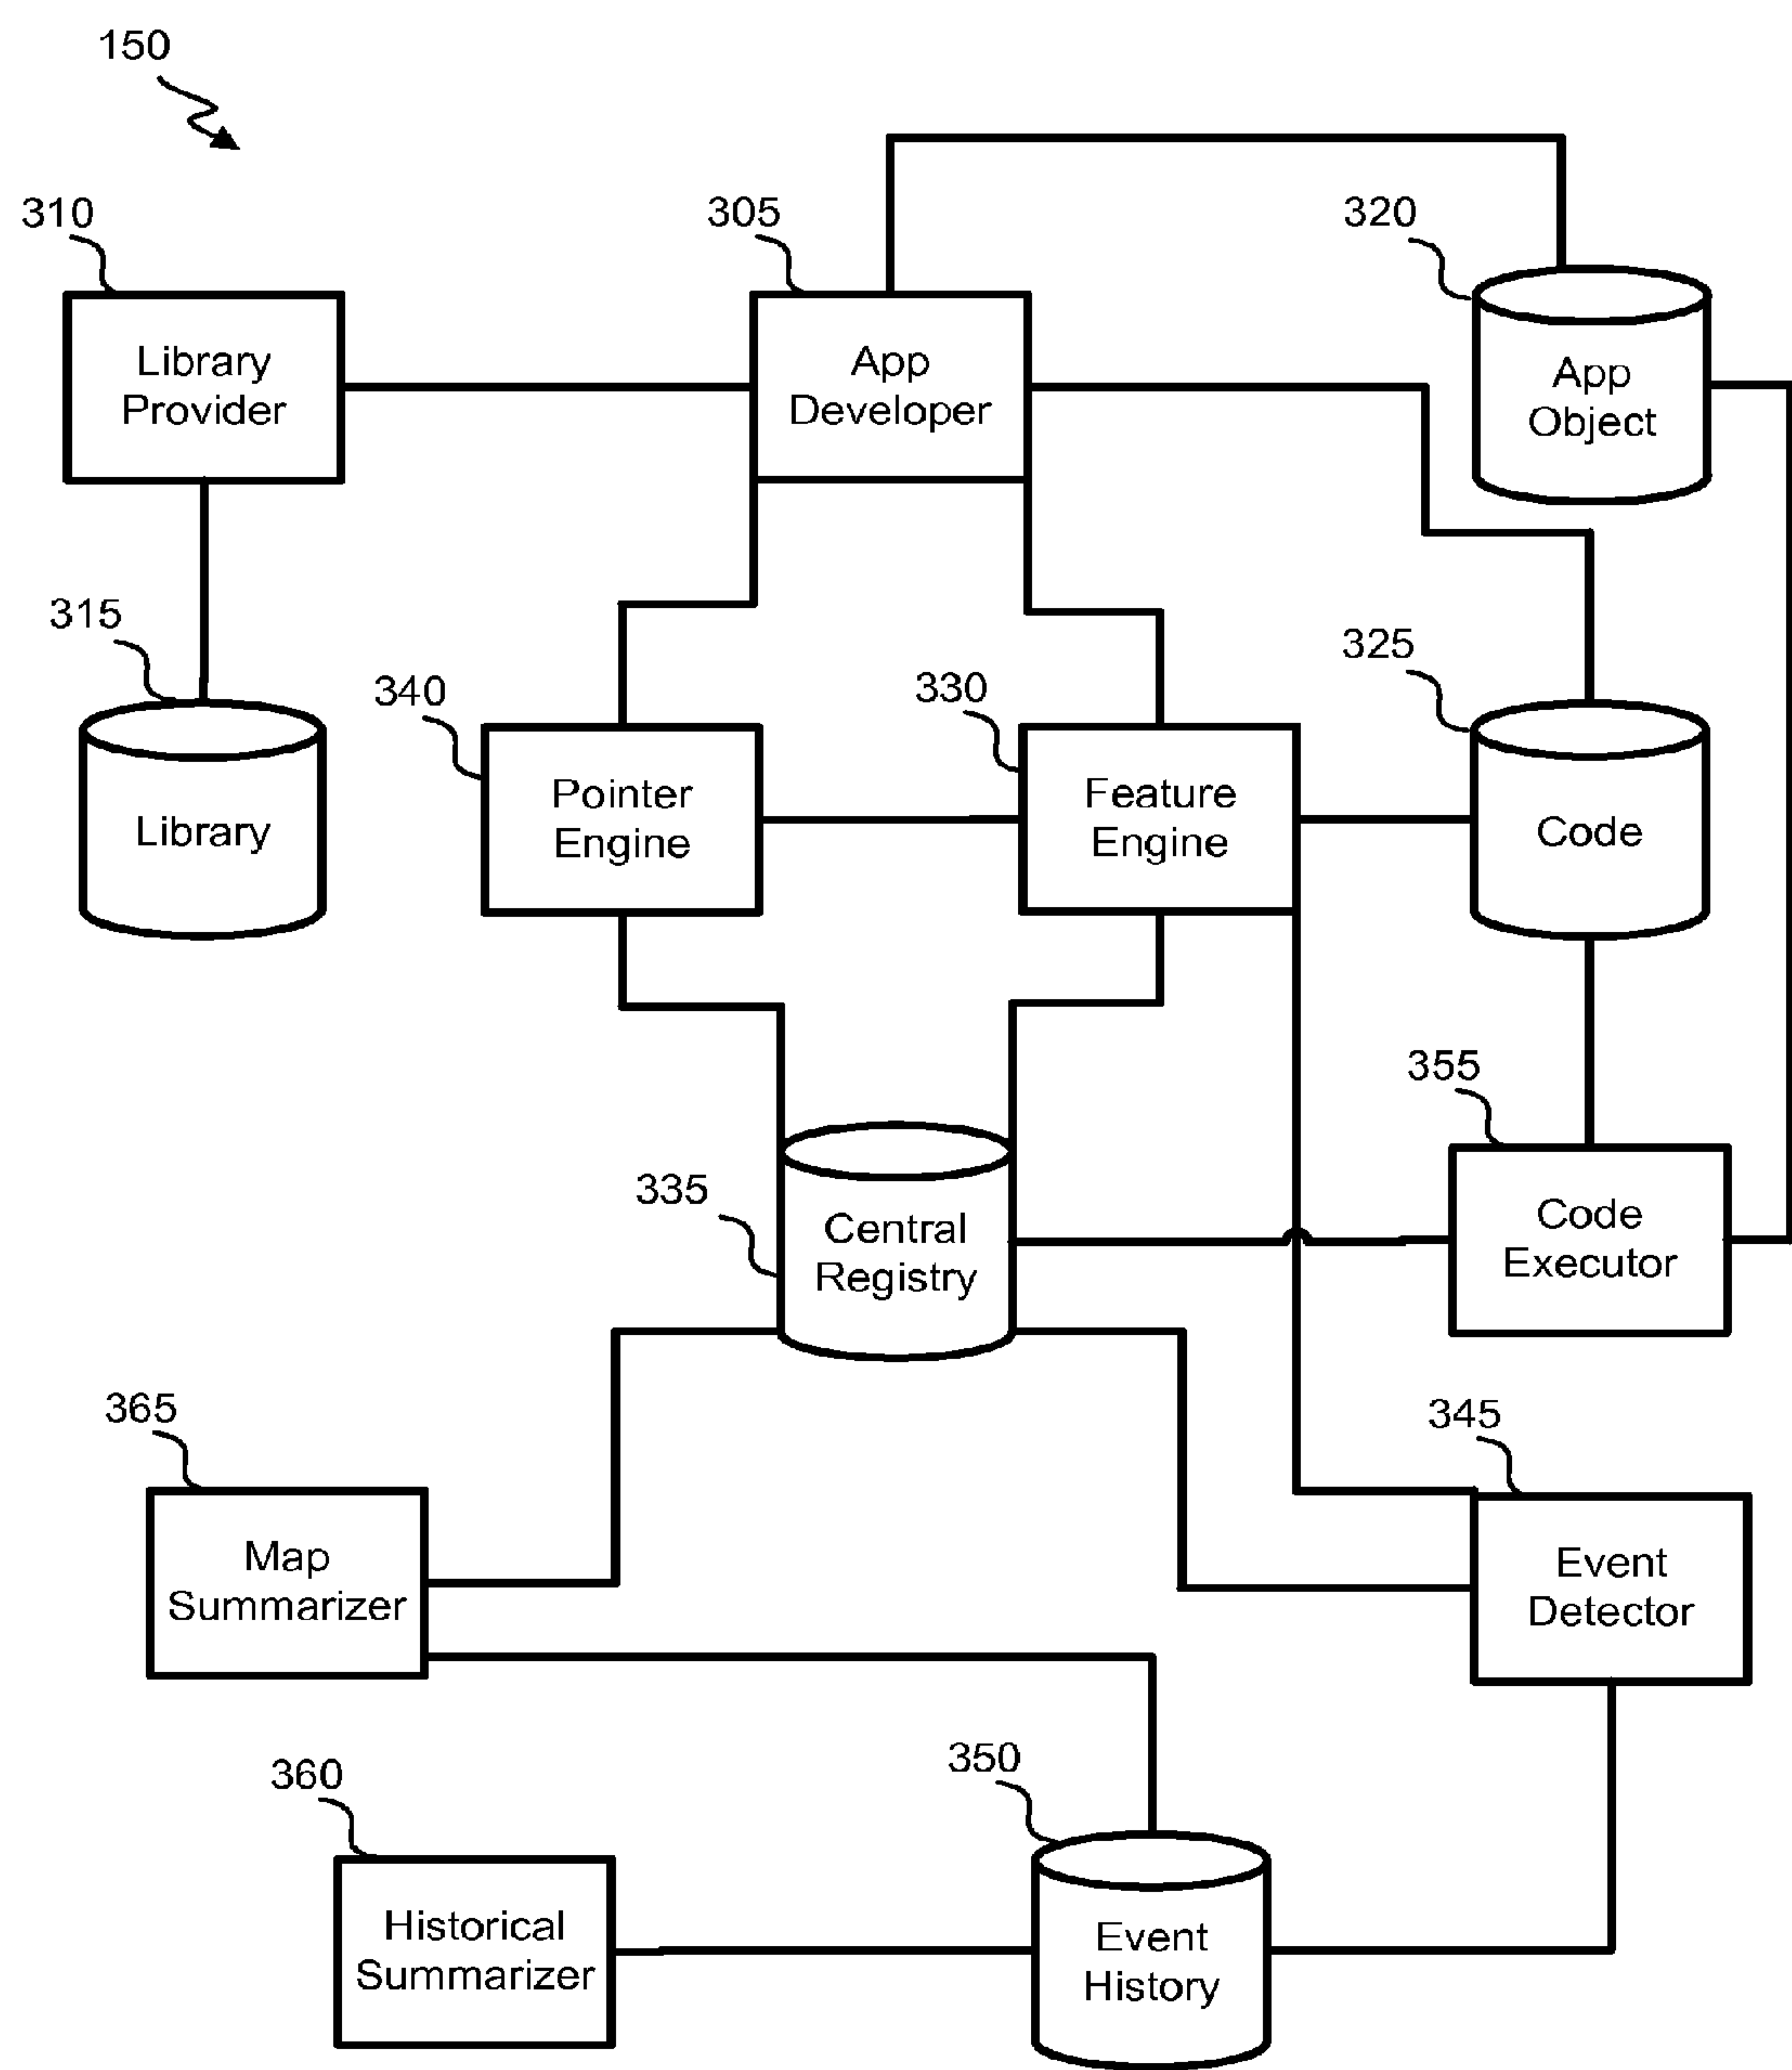 150
310
305
320
Library
Provider
App
Developer
App
Object
315
340
330
325
Library
Pointer
Engine
Feature
Engine
Code
355
335
Central
Registry
Code
Executor
365
345
Map
Summarizer
Event
Detector
360
350
Historical
Summarizer
Event
History